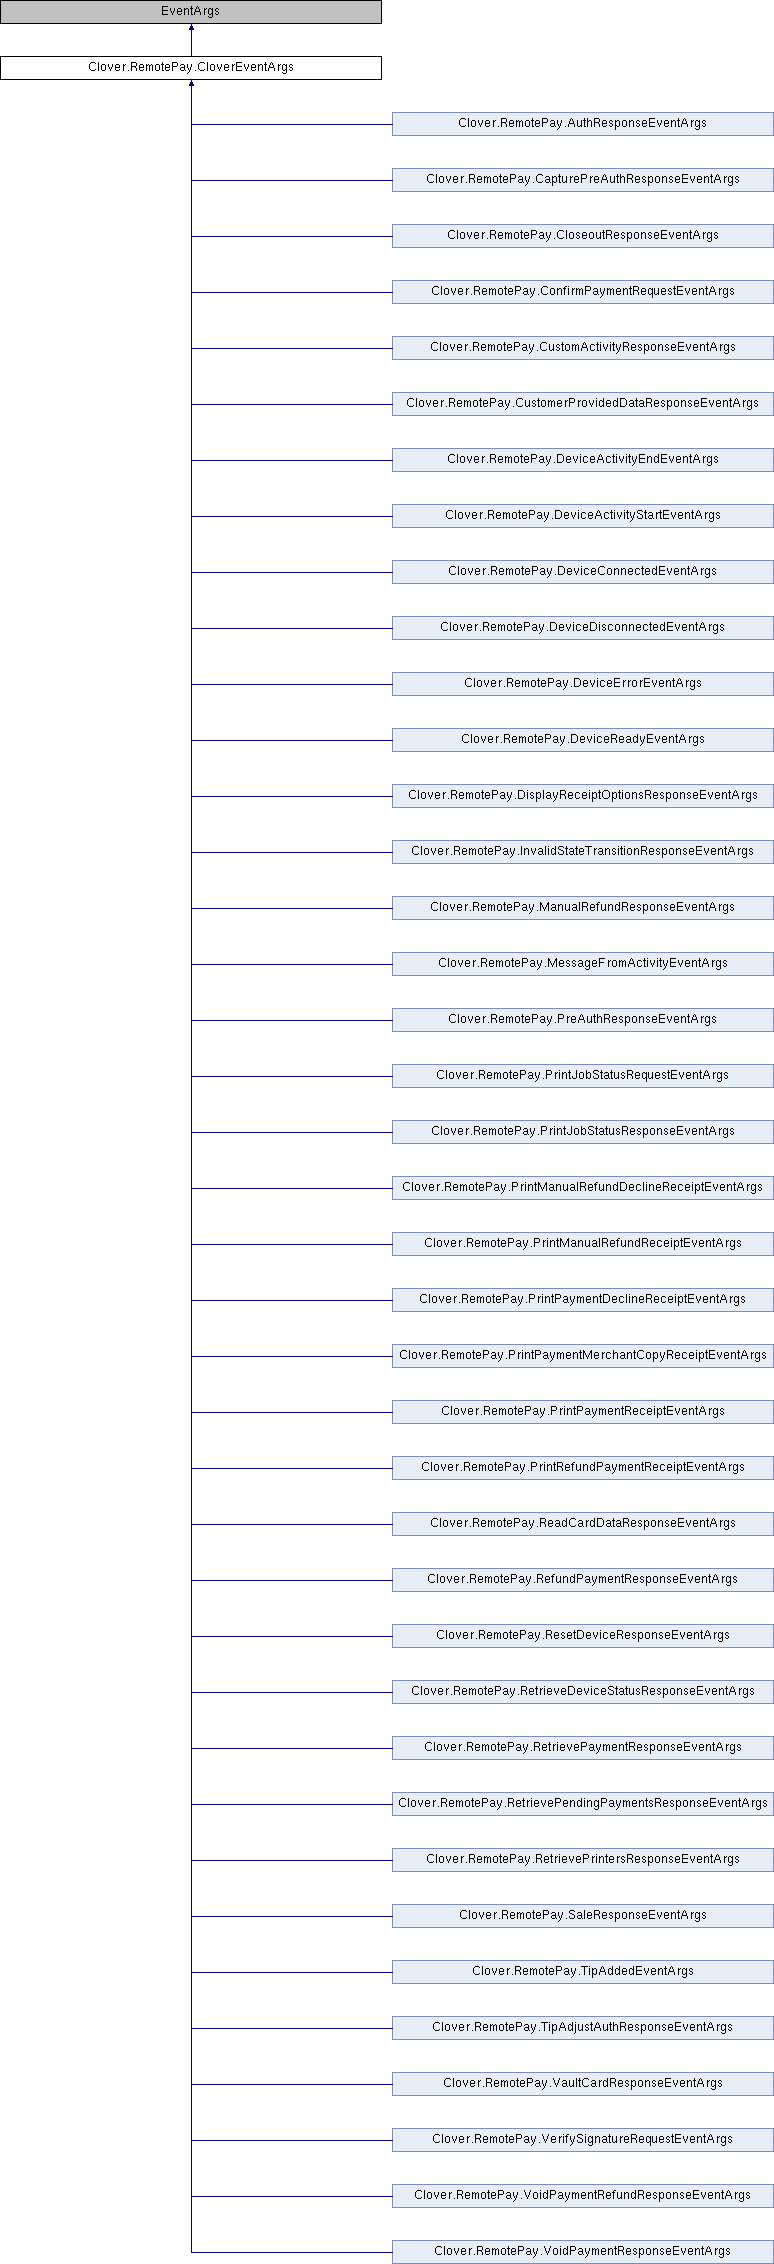 EventArgs
Clover.RemotePay.CloverEventArgs
Clover.RemotePay.AuthResponseEventArgs
Clover.RemotePay.CapturePreAuthResponseEventArgs
Clover.RemotePay.CloseoutResponseEventArgs
Clover.RemotePay.ConfirmPaymentRequestEventArgs
Clover.RemotePay.CustomActivityResponseEventArgs
Clover.RemotePay.CustomerProvidedDataResponseEventArgs
Clover.RemotePay.DeviceActivityEndEventArgs
Clover.RemotePay.DeviceActivityStartEventArgs
Clover.RemotePay.DeviceConnectedEventArgs
Clover.RemotePay.DeviceDisconnectedEventArgs
Clover.RemotePay.DeviceErrorEventArgs
Clover.RemotePay.DeviceReadyEventArgs
Clover.RemotePay.DisplayReceiptOptionsResponseEventArgs
Clover.RemotePay.InvalidStateTransitionResponseEventArgs
Clover.RemotePay.ManualRefundResponseEventArgs
Clover.RemotePay.MessageFromActivityEventArgs
Clover.RemotePay.PreAuthResponseEventArgs
Clover.RemotePay.PrintJobStatusRequestEventArgs
Clover.RemotePay.PrintJobStatusResponseEventArgs
Clover.RemotePay.PrintManualRefundDeclineReceiptEventArgs
Clover.RemotePay.PrintManualRefundReceiptEventArgs
Clover.RemotePay.PrintPaymentDeclineReceiptEventArgs
Clover.RemotePay.PrintPaymentMerchantCopyReceiptEventArgs
Clover.RemotePay.PrintPaymentReceiptEventArgs
Clover.RemotePay.PrintRefundPaymentReceiptEventArgs
Clover.RemotePay.ReadCardDataResponseEventArgs
Clover.RemotePay.RefundPaymentResponseEventArgs
Clover.RemotePay.ResetDeviceResponseEventArgs
Clover.RemotePay.RetrieveDeviceStatusResponseEventArgs
Clover.RemotePay.RetrievePaymentResponseEventArgs
Clover.RemotePay.RetrievePendingPaymentsResponseEventArgs
Clover.RemotePay.RetrievePrintersResponseEventArgs
Clover.RemotePay.SaleResponseEventArgs
Clover.RemotePay.TipAddedEventArgs
Clover.RemotePay.TipAdjustAuthResponseEventArgs
Clover.RemotePay.VaultCardResponseEventArgs
Clover.RemotePay.VerifySignatureRequestEventArgs
Clover.RemotePay.VoidPaymentRefundResponseEventArgs
Clover.RemotePay.VoidPaymentResponseEventArgs